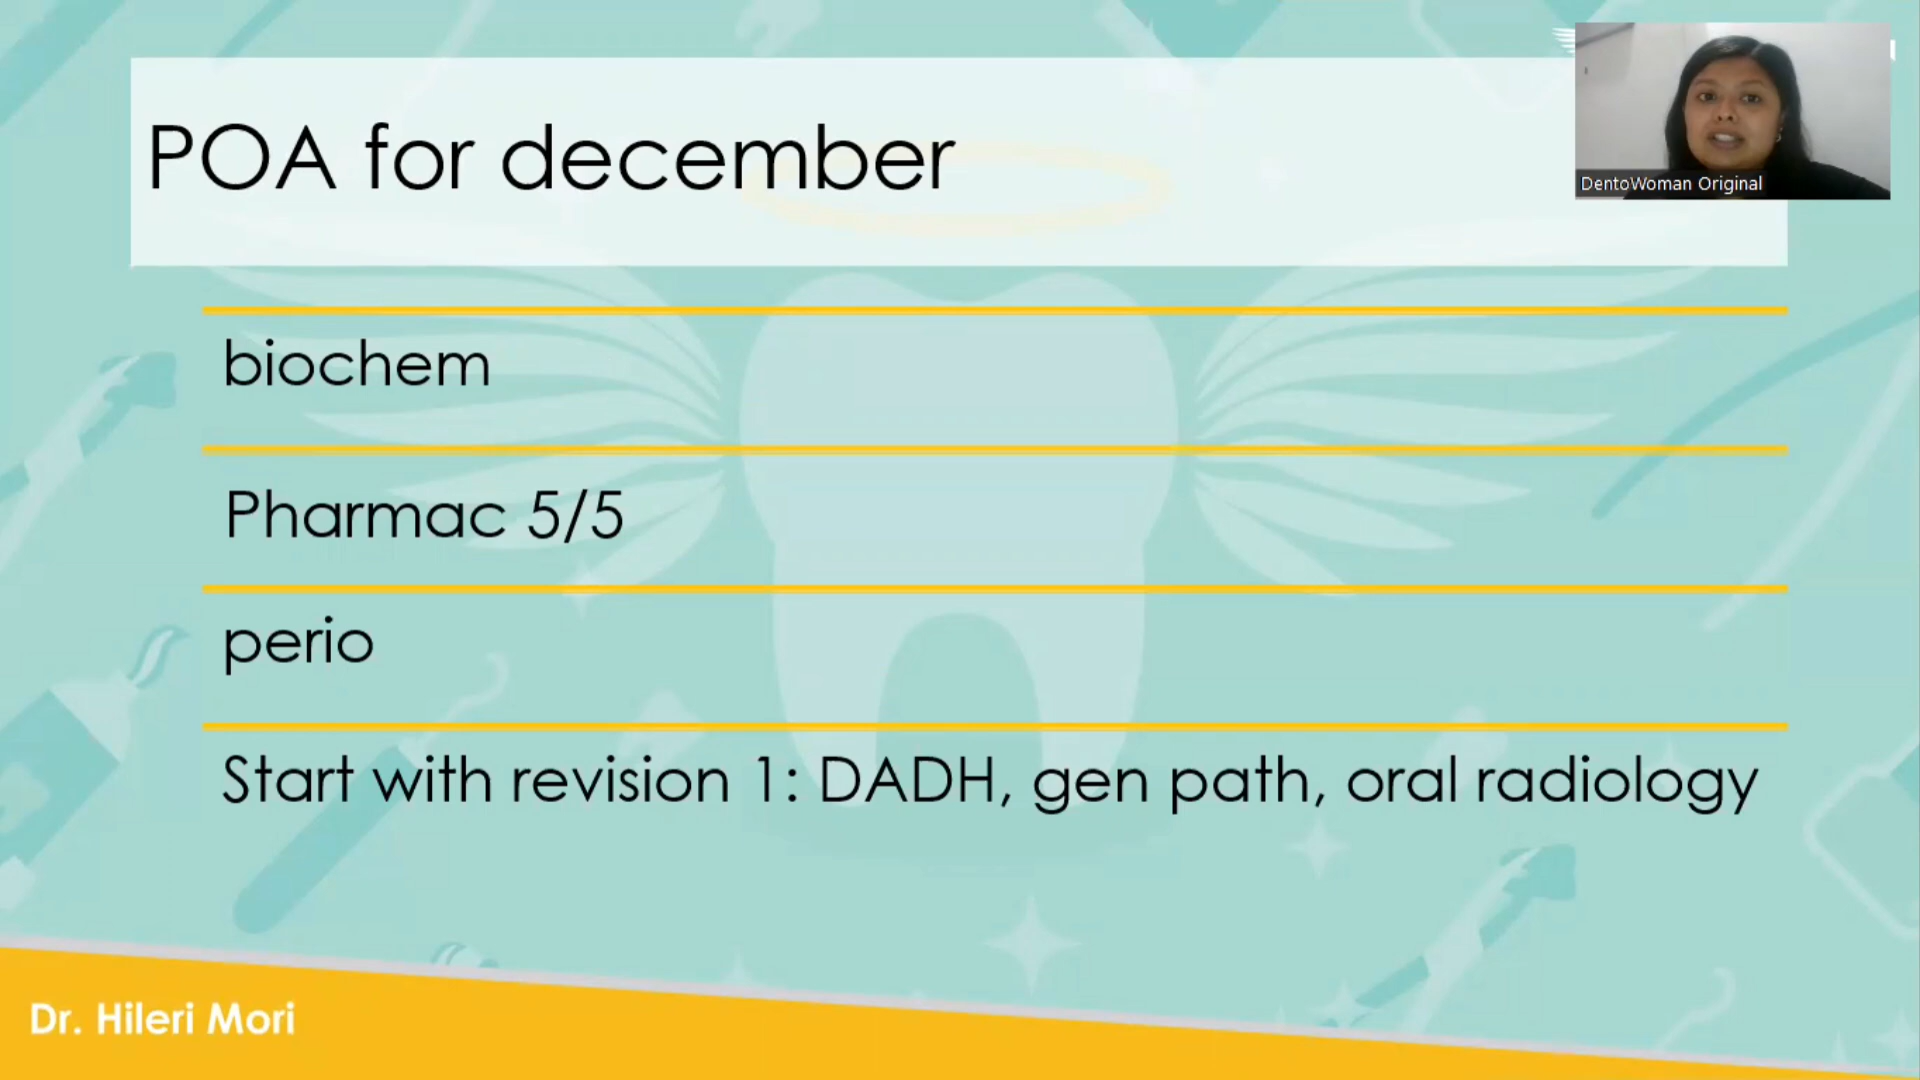 POA for december
DentoWoman Original
biochem
Pharmac 5/5
perio
Start with revision 1: DADH, gen path, oral radiology
Dr. Hileri Mori